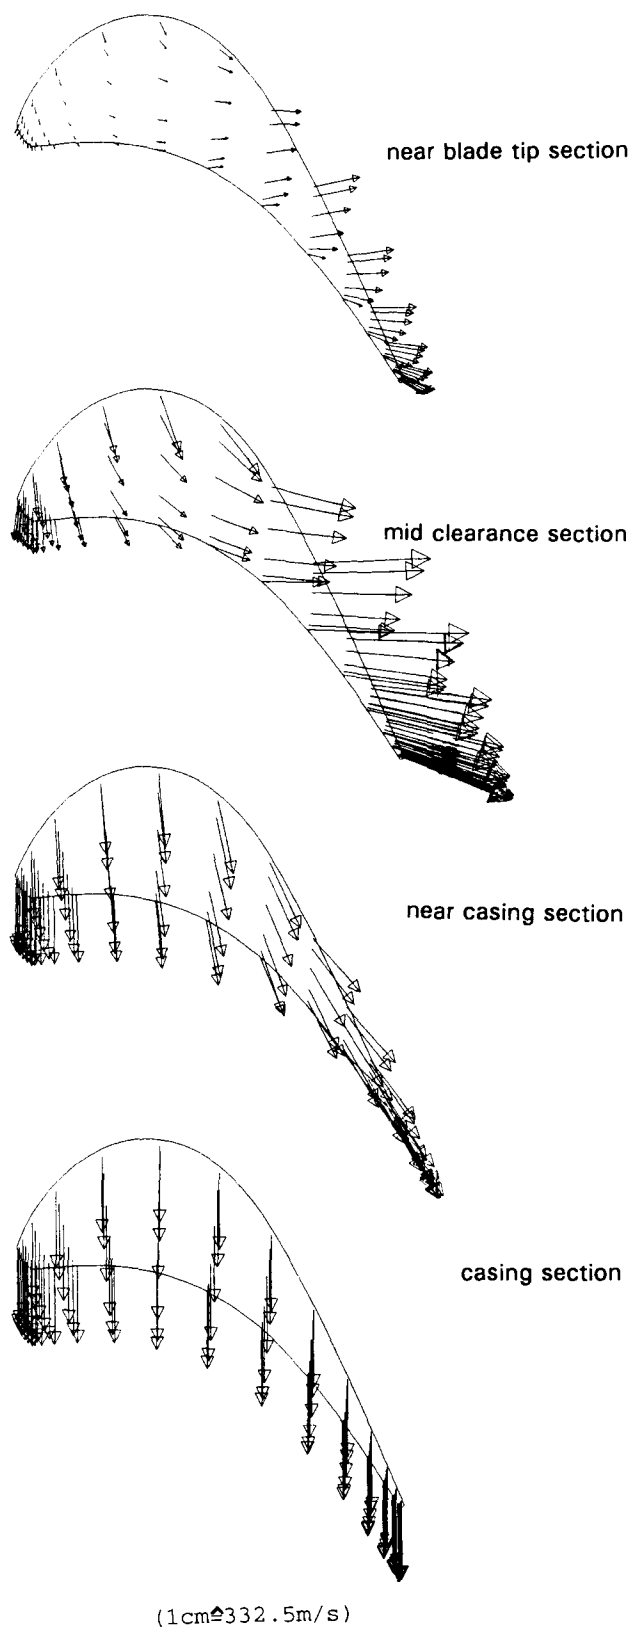 near blade tip section
mid clearance section
near casing section
casing section
(1cm≙332.5m/s)